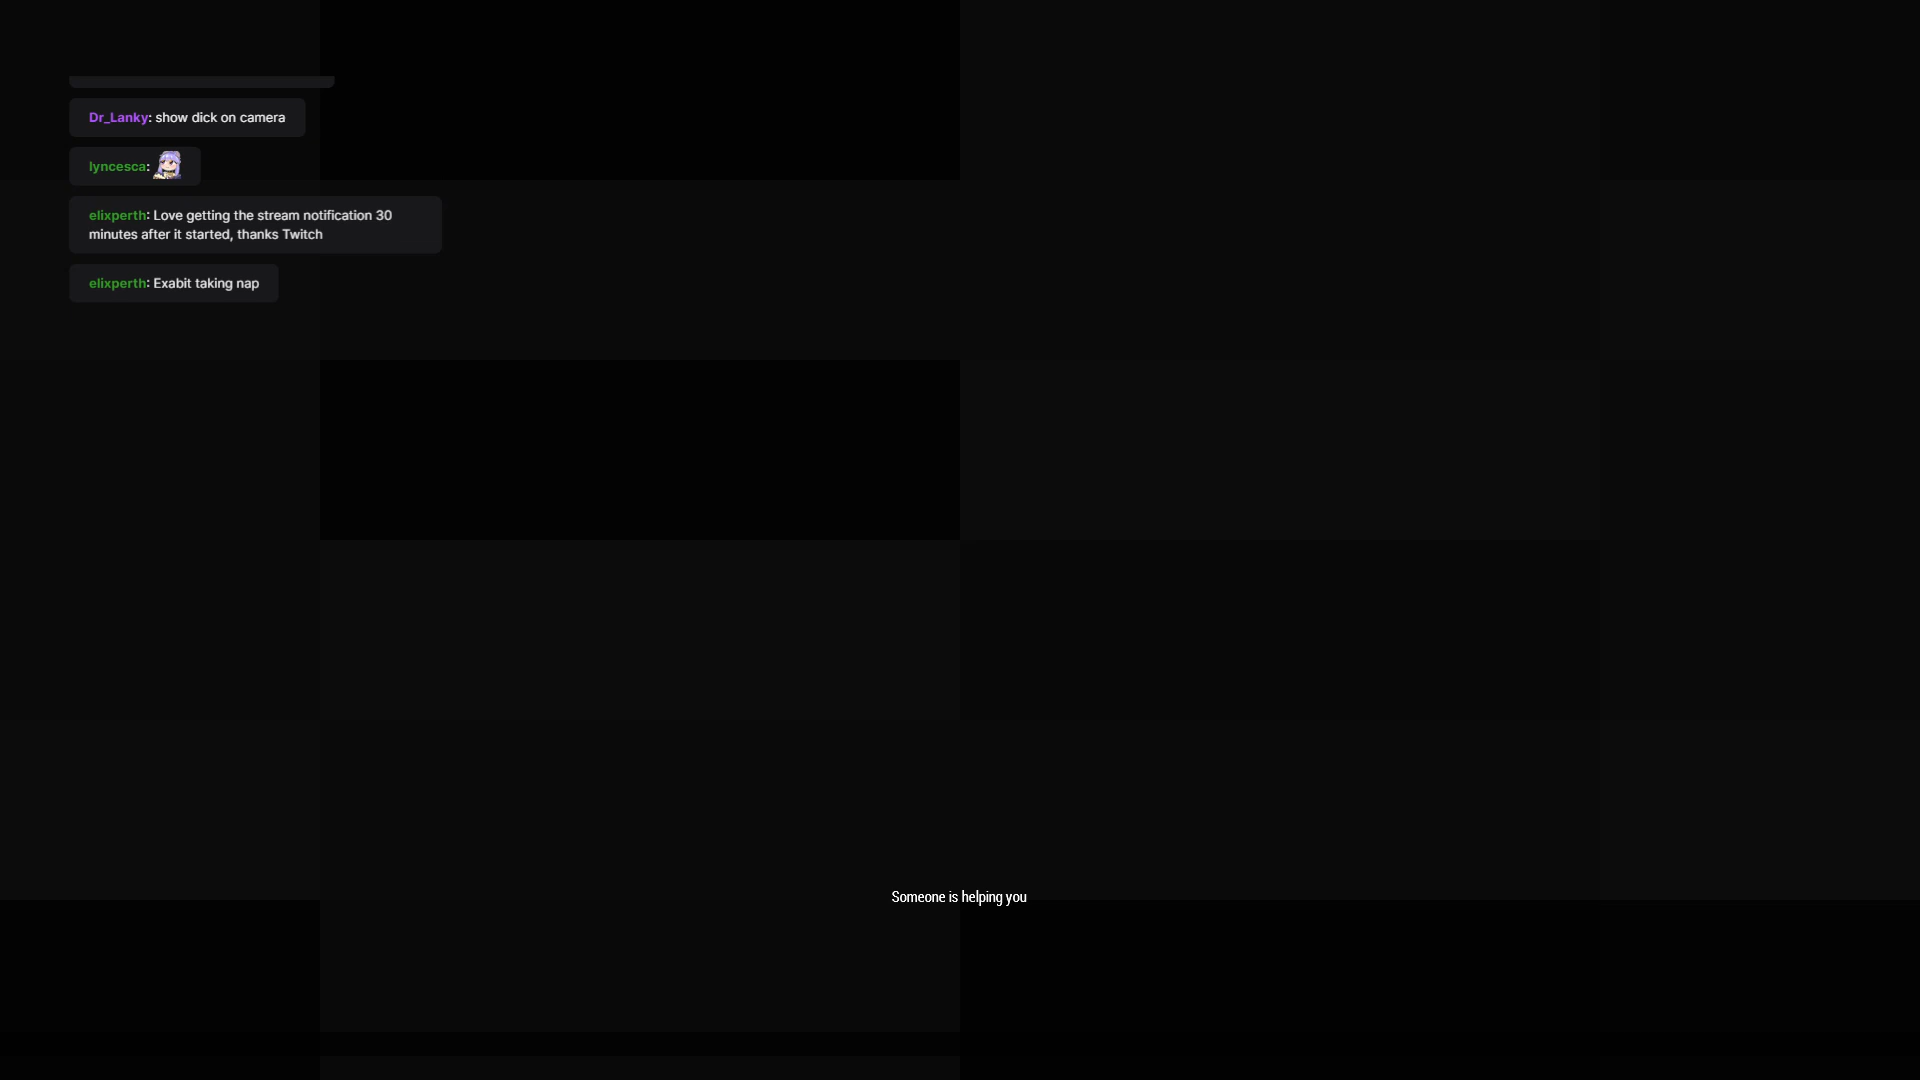 Dr_Lanky: show dick on camera
lyncesca:
elixperth: Love getting the stream notification 30
minutes after it started, thanks Twitch
elixperth: Exabit taking nap
Someone is helping you